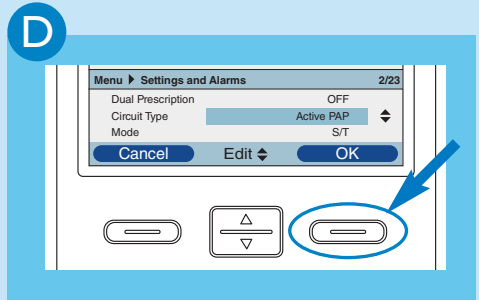 D
Menu ▶ Settings and Alarms 2/23
Dual Prescription OFF
Circuit Type Active PAP
Mode S/T
Cancel Edit OK